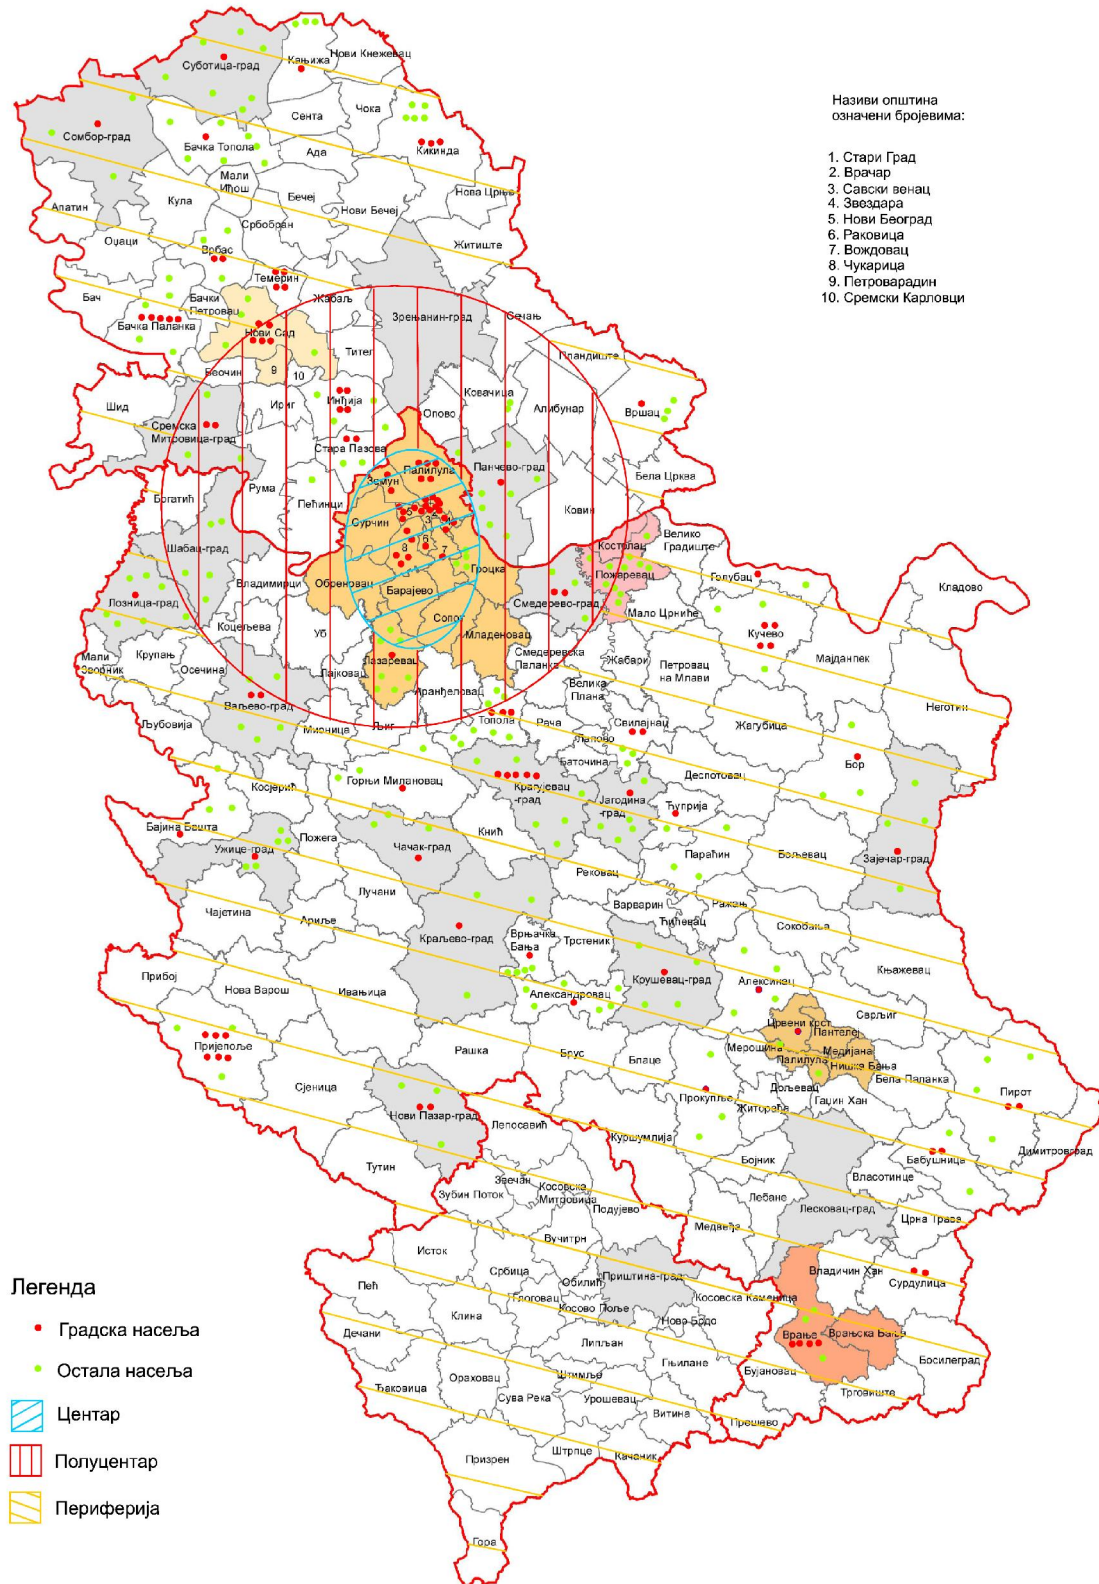 Суботица-град
Кањижа
Нови Кнежевац
Сомбор-град
Бачка Топола
Сента
Чока
Ада
Кикинда
Мали
Иђош
Апатин
Кула
Бечеј
Нова Црња
Нови Бечеј
Србобран
Оџаци
Врбас
Житиште
Темерин
Бач
Бачки
Петровац
Жабаљ
Бачка Паланка
Нови Сад
Зрењанин-град
Сечањ
Тител
Пландиште
Беочин
9
10
Шид
Ириг
Инђија
Ковачица
Опово
Алибунар
Вршац
Сремска
Митровица-град
Стара Пазова
Палилула
Панчево-град
Земун
Бела Црква
Богатић
Рума
Пећинци
Сурчин
5
3
6
7
8
Ковин
Костолац
Велико
Градиште
Шабац-град
Владимирци
Обреновац
Барајево
Гроцка
Пожаревац
Голубац
Кладово
Лозница-град
Смедерево-град
Мало Црниће
Коцељева
Уб
Сопот
Младеновац
Кучево
Мали
Зворник
Крупањ
Осечина
Лајковац
Лазаревац
Смедеревска
Паланка
Жабари
Петровац
на Млави
Мајданпек
Ваљево-град
Аранђеловац
Велика
Плана
Неготин
Љубовија
Мионица
Љиг
Топола
Рача
Свилајнац
Жагубица
Лапово
Баточина
Бор
Косјерић
Горњи Милановац
Крагујевац
-град
Јагодина
-град
Деспотовац
Бајина Башта
Ћуприја
Ужице-град
Пожега
Чачак-град
Кнић
Параћин
Бољевац
Зајечар-град
Рековац
Лучани
Варварин
Ражањ
Чајетина
Ариље
Ћићевац
Сокобања
Краљево-град
Врњачка
Бања
Трстеник
Прибој
Нова Варош
Ивањица
Крушевац-град
Алексинац
Књажевац
Александровац
Сврљиг
Црвени крст
Пантелеј
Пријепоље
Рашка
Брус
Блаце
Мерошина
Медијана
Палилула
Нишка Бања
Сјеница
Бела Паланка
Пирот
Нови Пазар-град
Прокупље
Дољевац
Житорађа
Гаџин Хан
Лепосавић
Куршумлија
Димитровград
Тутин
Бојник
Бабушница
Власотинце
Звечан
Зубин Поток
Косовска
Митровица
Подујево
Лебане
Лесковац-град
Црна Трава
Медвеђа
Исток
Вучитрн
Србица
Пећ
Обилић
Приштина-град
Владичин Хан
Сурдулица
Глоговац
Косово Поље
Косовска Каменица
Клина
Ново Брдо
Дечани
Липљан
Врање
Врањска Бања
Гњилане
Бујановац
Босилеград
Ђаковица
Ораховац
Штимље
Сува Река
Урошевац
Трговиште
Витина
Прешево
Призрен
Штрпце
Качаник
Гора
Називи општина
означени бројевима:
1. Стари Град
2. Врачар
3. Савски венац
4. Звездара
5. Нови Београд
6. Раковица
7. Вождовац
8. Чукарица
9. Петроварадин
10. Сремски Карловци
Легенда
Градска насеља
Остала насеља
Центар
Полуцентар
Периферија